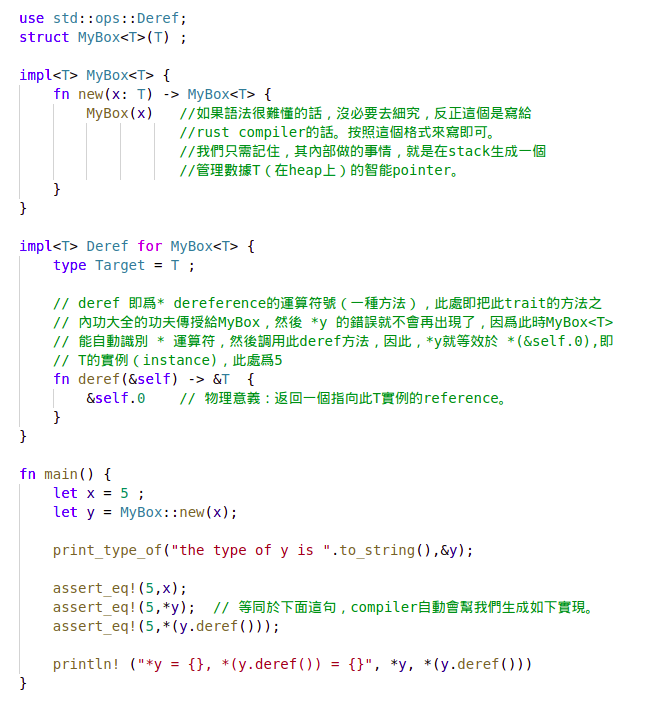 use std::ops::Deref;
struct MyBox<T>(T) ;
impl<T> MyBox<T> {
    fn new(x: T) -> MyBox<T> {
        MyBox(x)   //如果語法很難懂的話，沒必要去細究，反正這個是寫給
                   //rust compiler的話。按照這個格式來寫即可。
                   //我們只需記住，其內部做的事情，就是在stack生成一個
                   //管理數據T（在heap上）的智能pointer。
    }
}
impl<T> Deref for MyBox<T> {
    type Target = T ;
    // deref 即爲* dereference的運算符號（一種方法），此處即把此trait的方法之
    // 內功大全的功夫傳授給MyBox，然後 *y 的錯誤就不會再出現了，因爲此時MyBox<T>
    // 能自動識別 * 運算符，然後調用此deref方法，因此，*y就等效於 *(&self.0),即
    // T的實例（instance)，此處爲5
    fn deref(&self) -> &T  {
        &self.0    // 物理意義：返回一個指向此T實例的reference。
    }
}
fn main() {
    let x = 5 ;
    let y = MyBox::new(x);
    print_type_of("the type of y is ".to_string(),&y);
    assert_eq!(5,x);
    assert_eq!(5,*y);  // 等同於下面這句，compiler自動會幫我們生成如下實現。
    assert_eq!(5,*(y.deref()));
    println! ("*y = {}, *(y.deref()) = {}", *y, *(y.deref()))
}